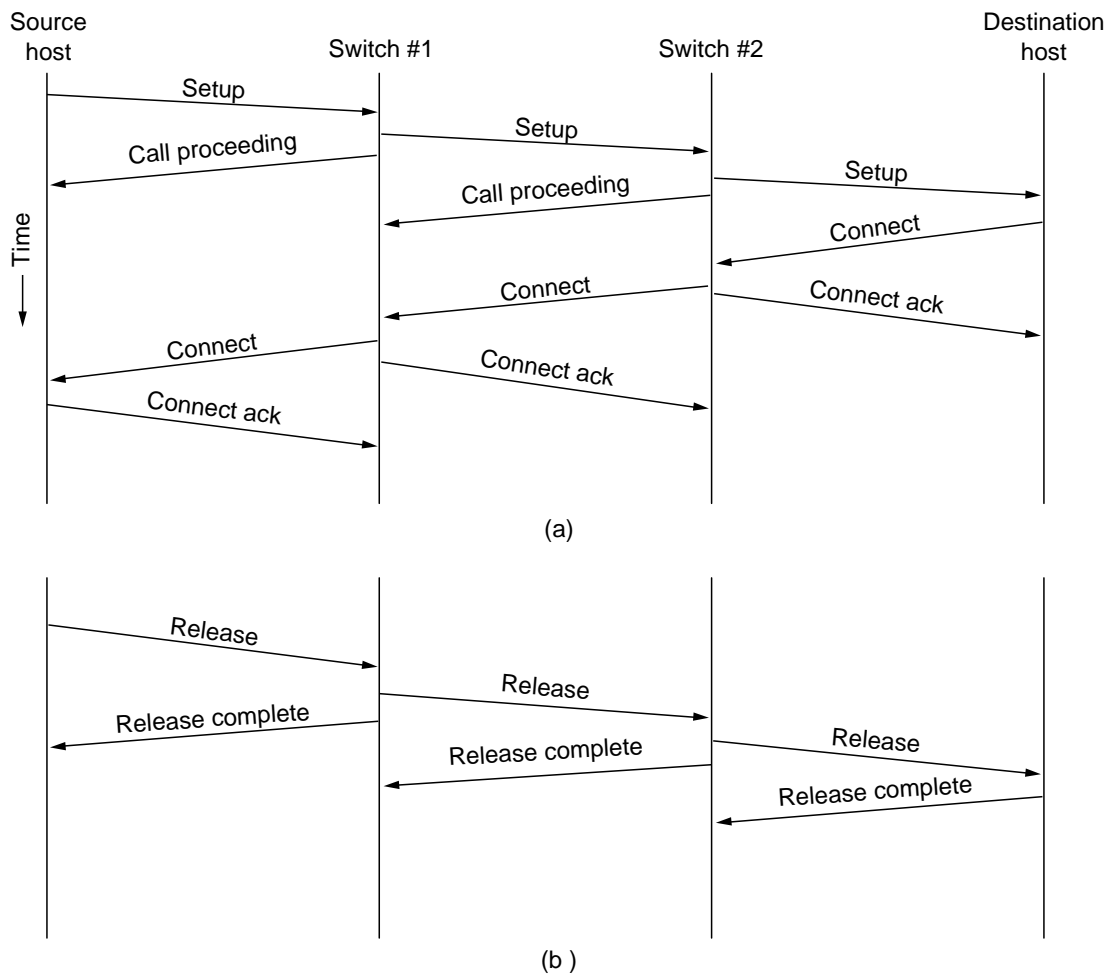 Source
host
Switch #1
Switch #2
Destination
host
Setup
Setup
Call proceeding
Setup
Call proceeding
Connect
Time
Connect
Connect ack
Connect
Connect ack
Connect ack
(a)
Release
Release
Release complete
Release
Release complete
Release complete
(b )